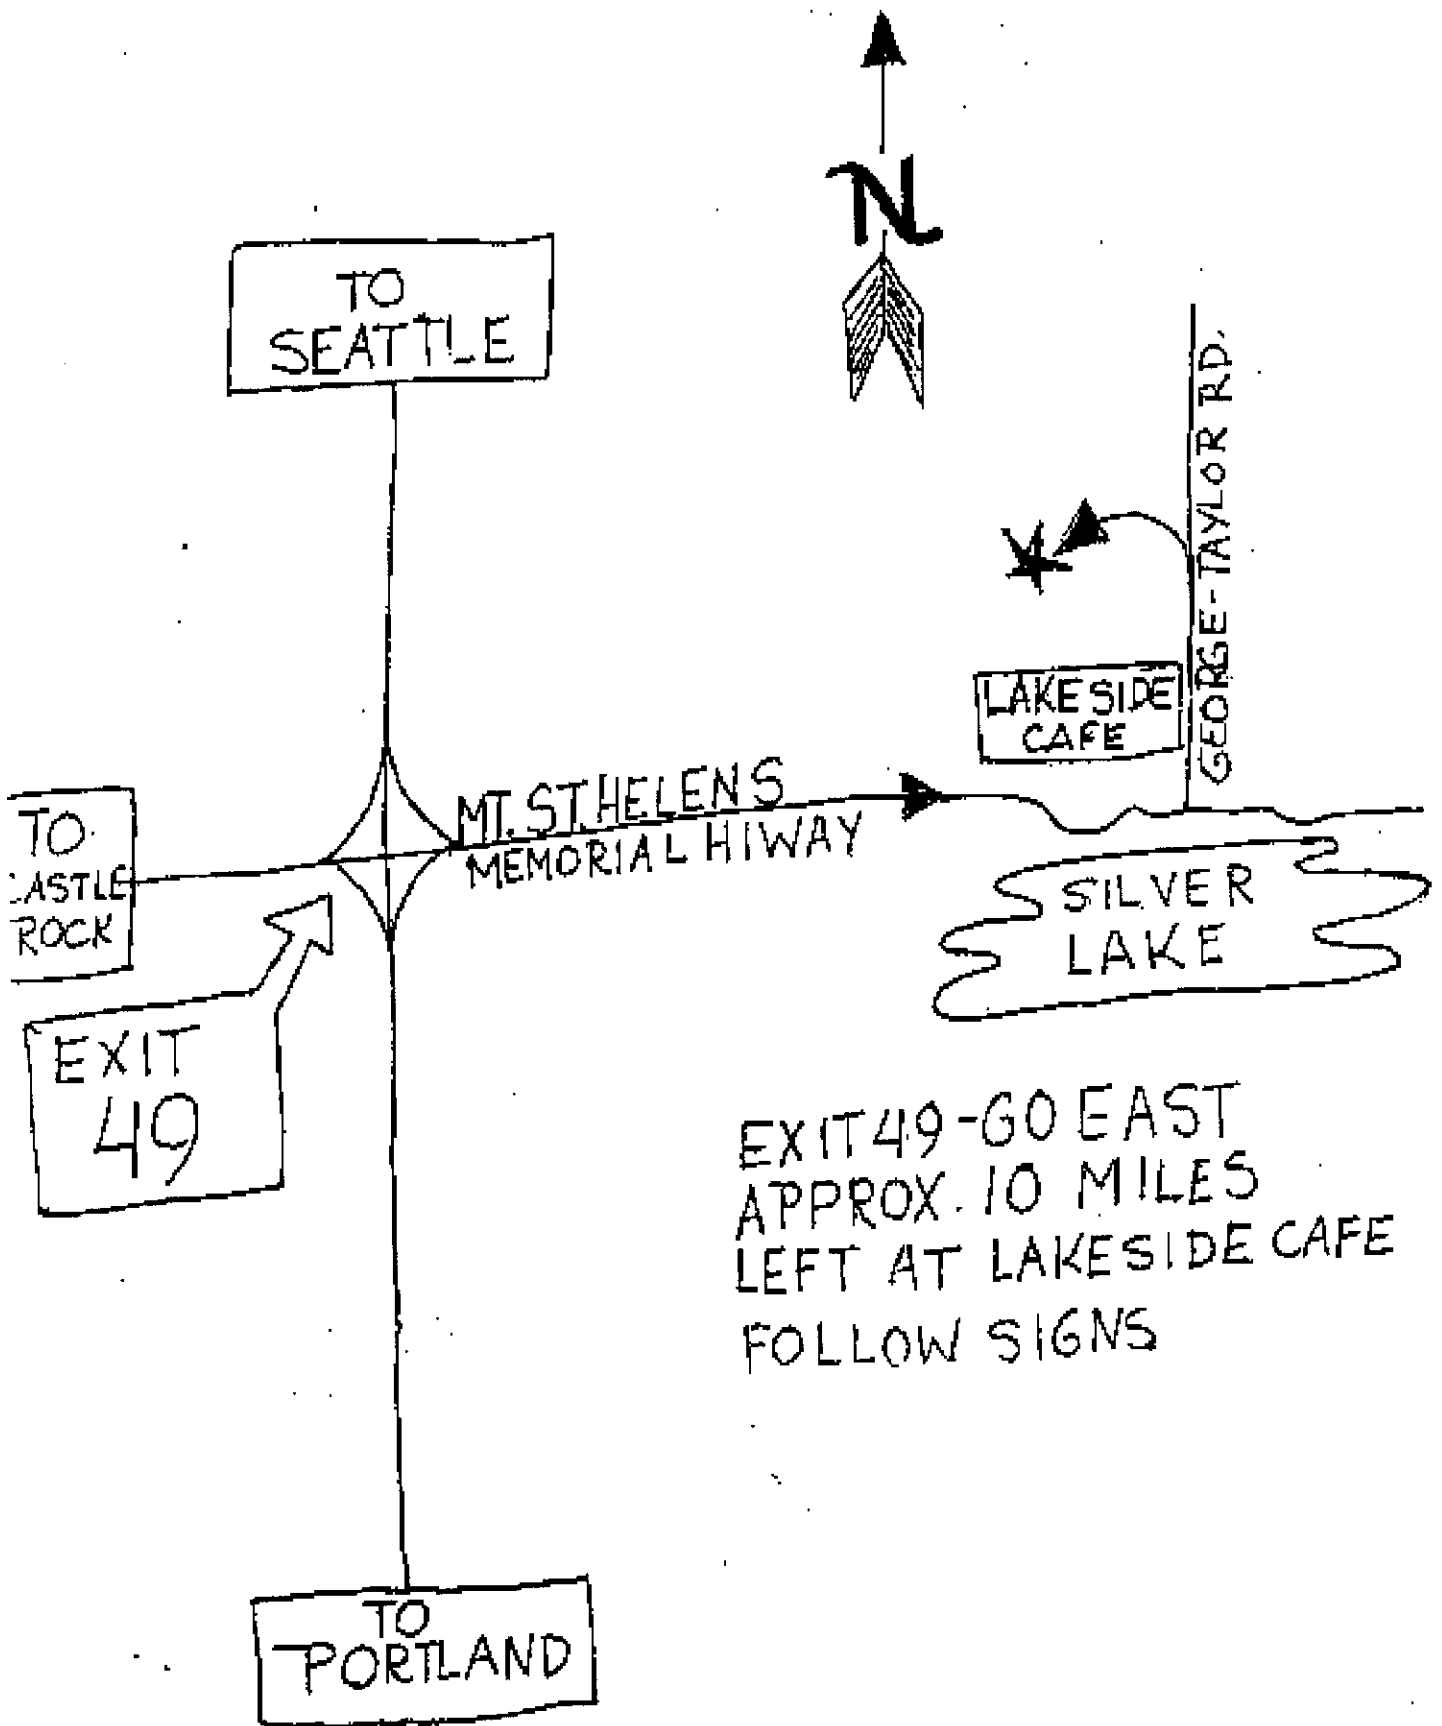 N
TO
SEATTLE
GEORGE-TAYLOR RD.
LAKESIDE
CAFE
MT. ST. HELENS
MEMORIAL HIWAY
TO
CASTLE
ROCK
SILVER
LAKE
EXIT
49
EXIT 49-GO EAST
APPROX. 10 MILES
LEFT AT LAKESIDE CAFE
FOLLOW SIGNS
TO
PORTLAND